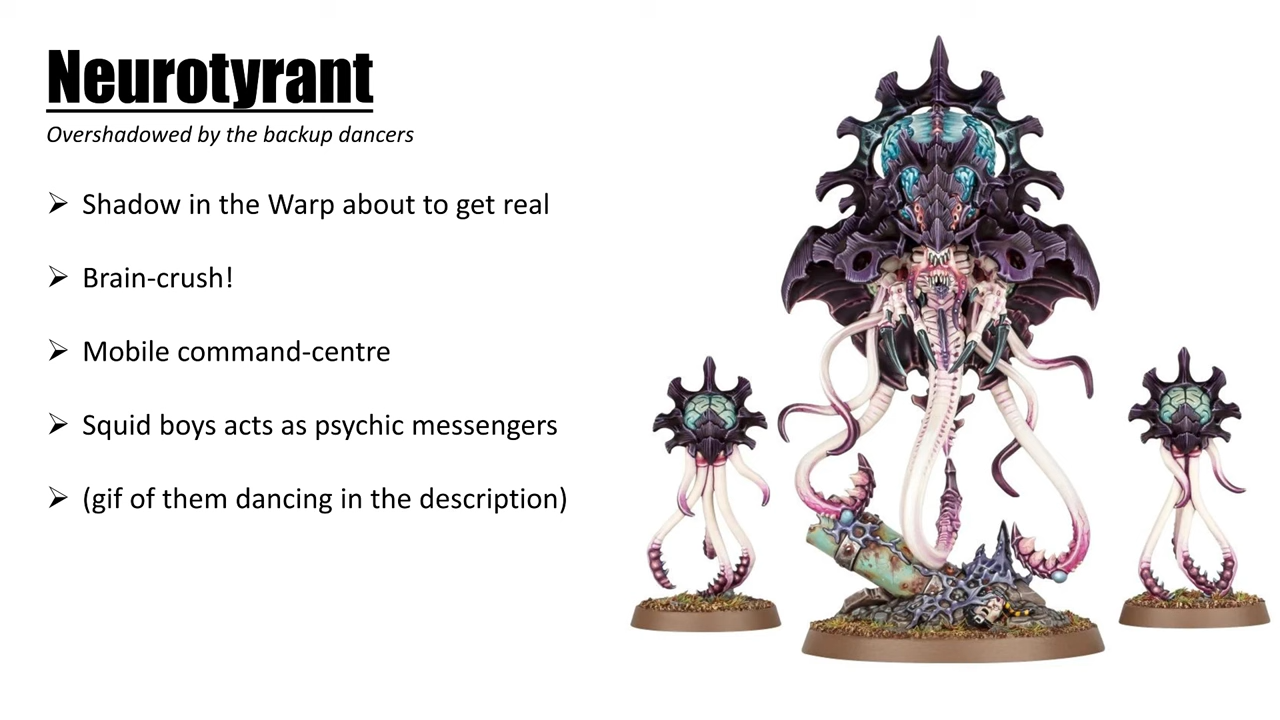 Neurotyrant
Overshadowed by the backup dancers
➢ Shadow in the Warp about to get real
➢ Brain-crush!
➢ Mobile command-centre
➢ Squid boys acts as psychic messengers
➢ (gif of them dancing in the description)